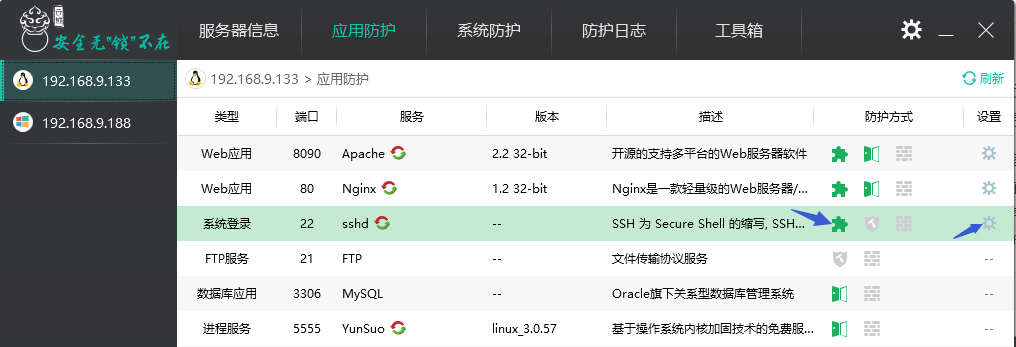 云锁
安全无"锁"不在
服务器信息 应用防护 系统防护 防护日志 工具箱
192.168.9.133
192.168.9.188
192.168.9.133 > 应用防护 刷新
类型 端口 服务 版本 描述 防护方式 设置
Web应用 8090 Apache 2.2 32-bit 开源的支持多平台的Web服务器软件
Web应用 80 Nginx 1.2 32-bit Nginx是一款轻量级的Web服务器/...
系统登录 22 sshd -- SSH 为 Secure Shell 的缩写, SSH...
FTP服务 21 FTP -- 文件传输协议服务 --
数据库应用 3306 MySQL -- Oracle旗下关系型数据库管理系统 --
进程服务 5555 YunSuo linux_3.0.57 基于操作系统内核加固技术的免费服... --